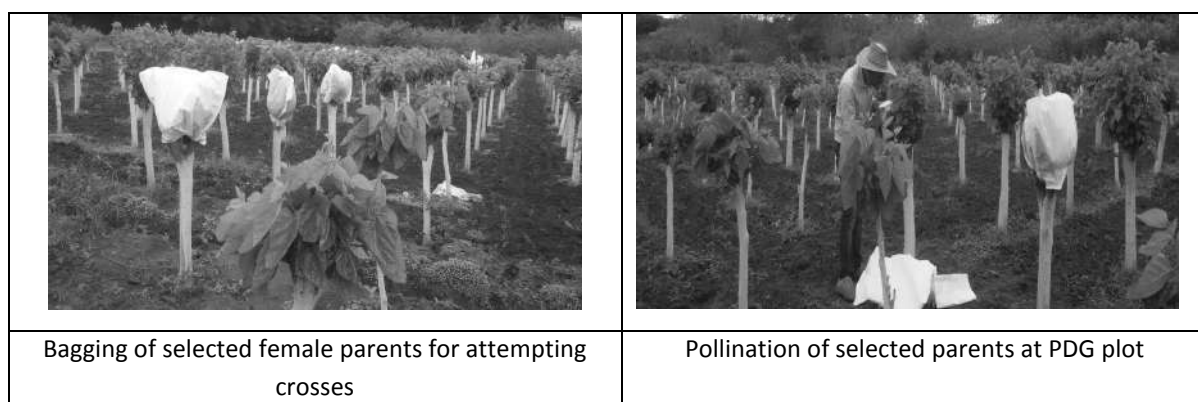 Bagging of selected female parents for attempting
crosses
Pollination of selected parents at PDG plot